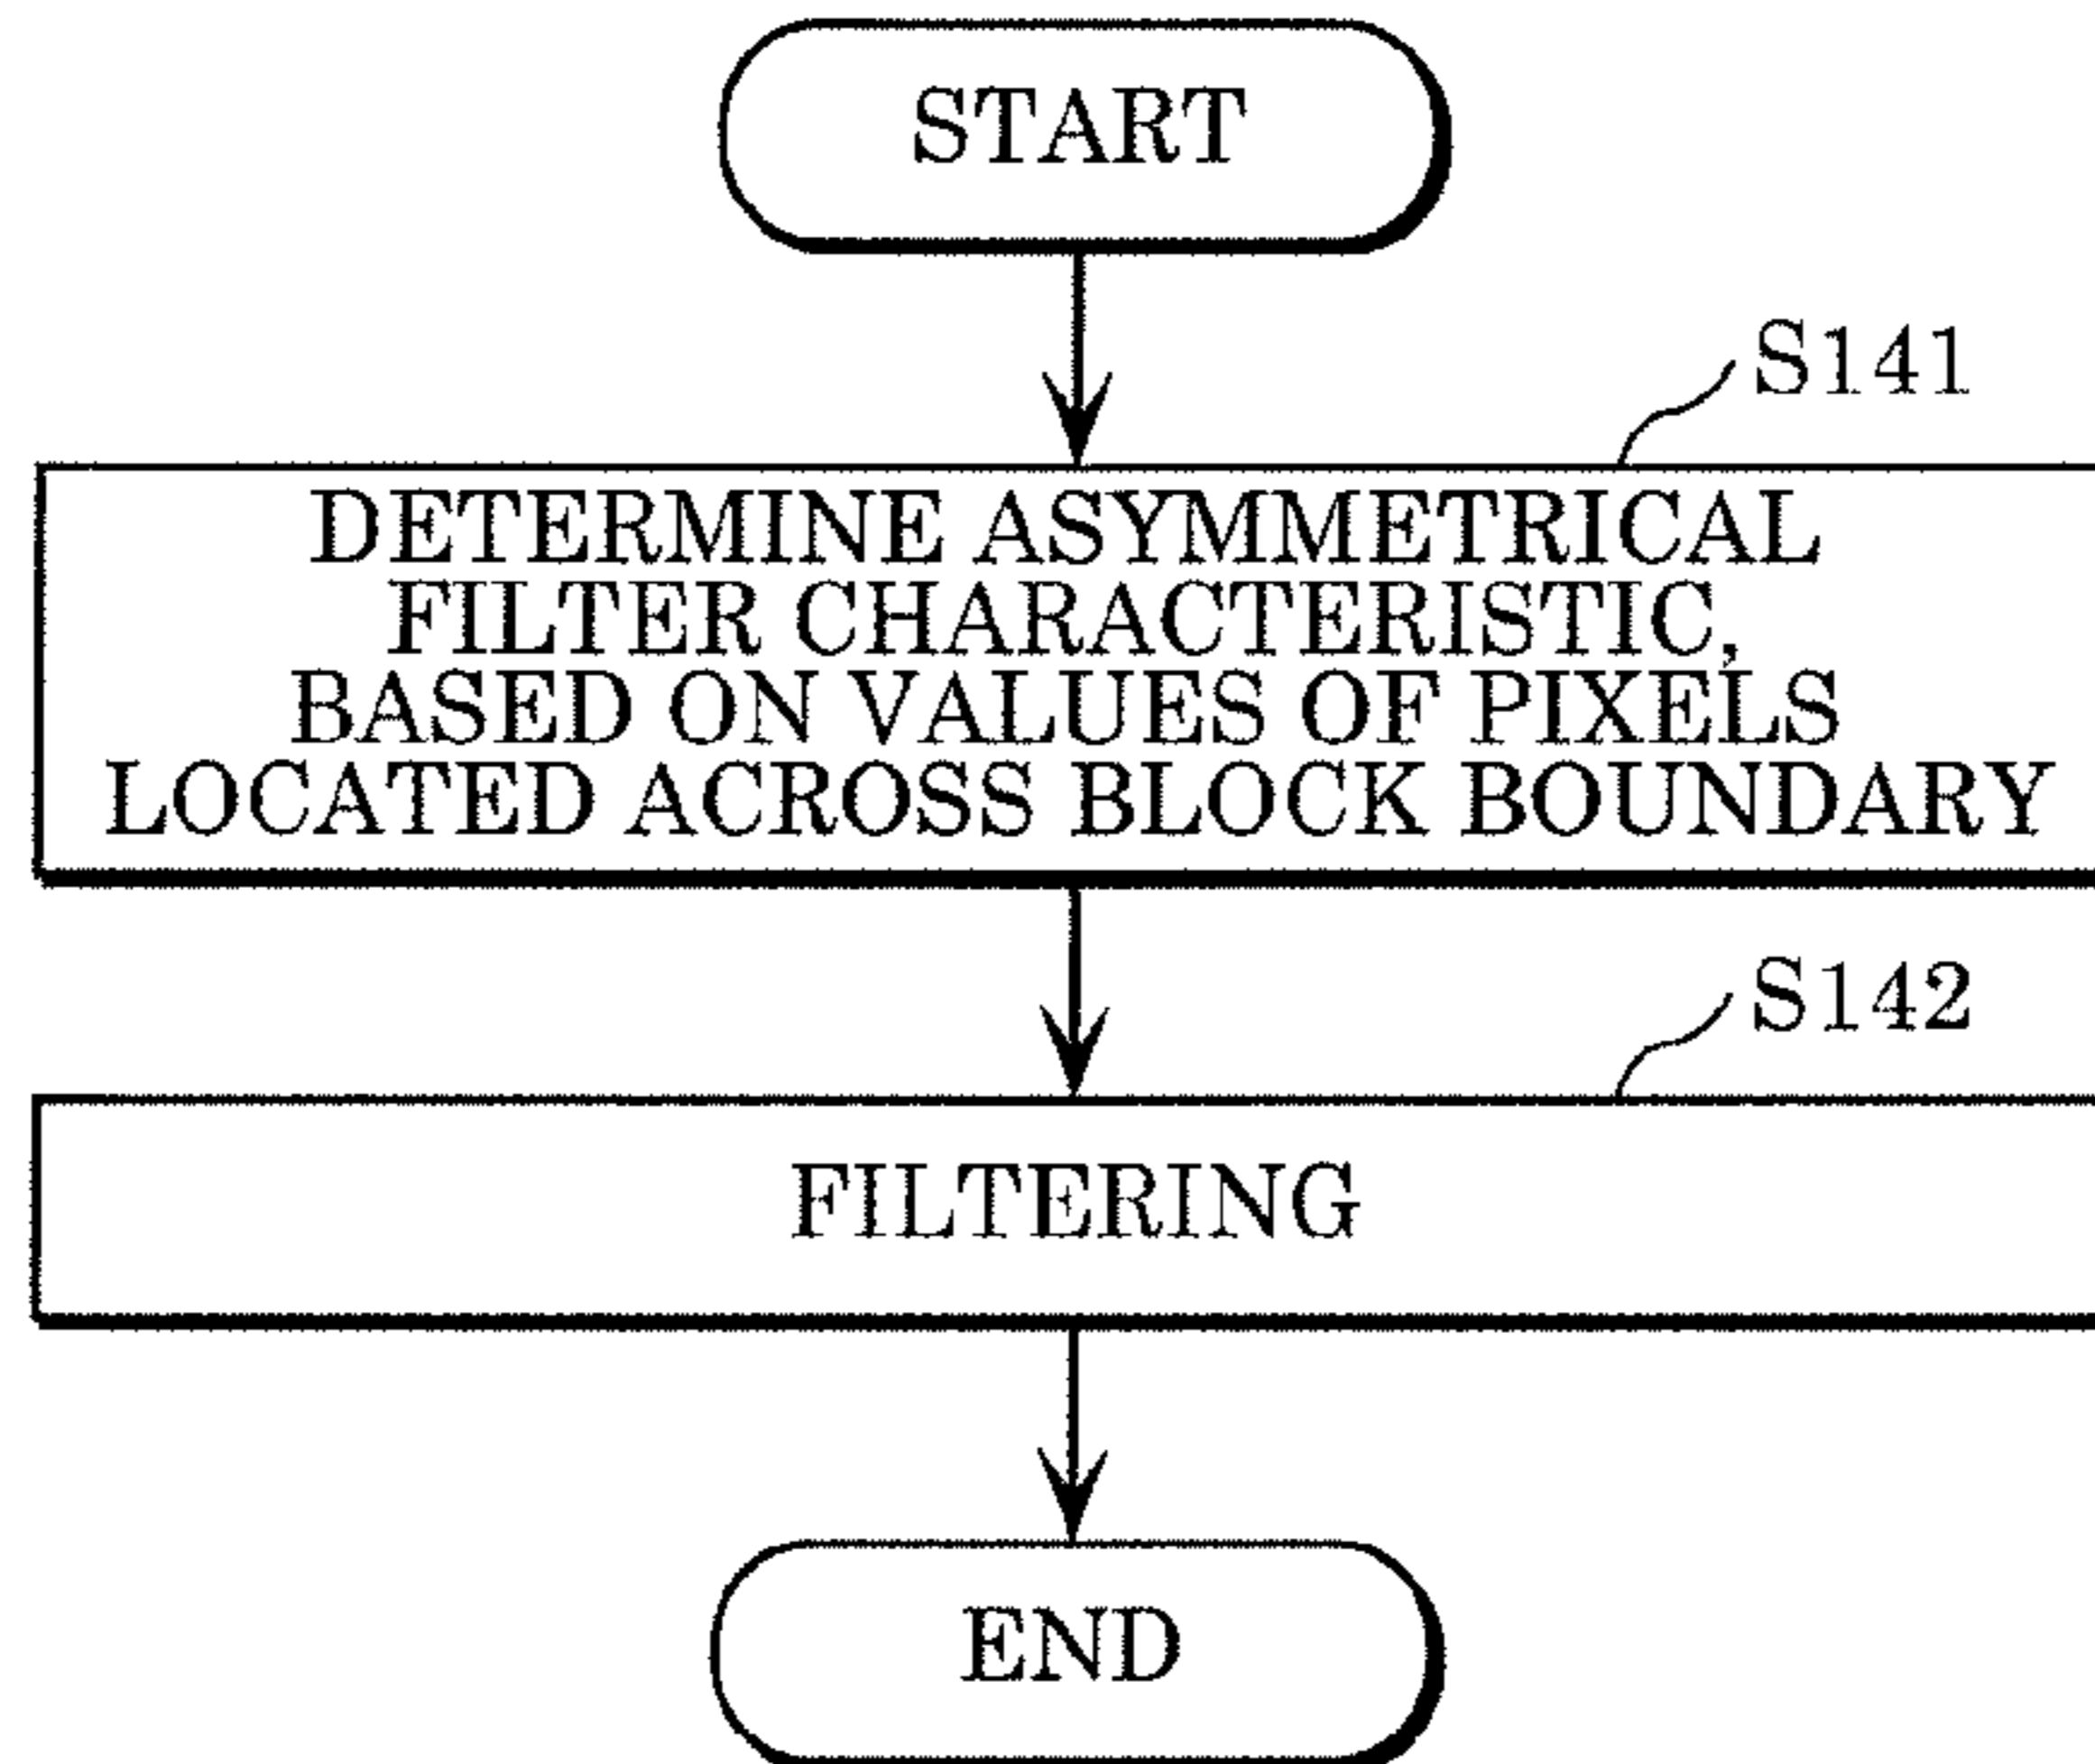 START
S141
DETERMINE ASYMMETRICAL
FILTER CHARACTERISTIC,
BASED ON VALUES OF PIXELS
LOCATED ACROSS BLOCK BOUNDARY
S142
FILTERING
END